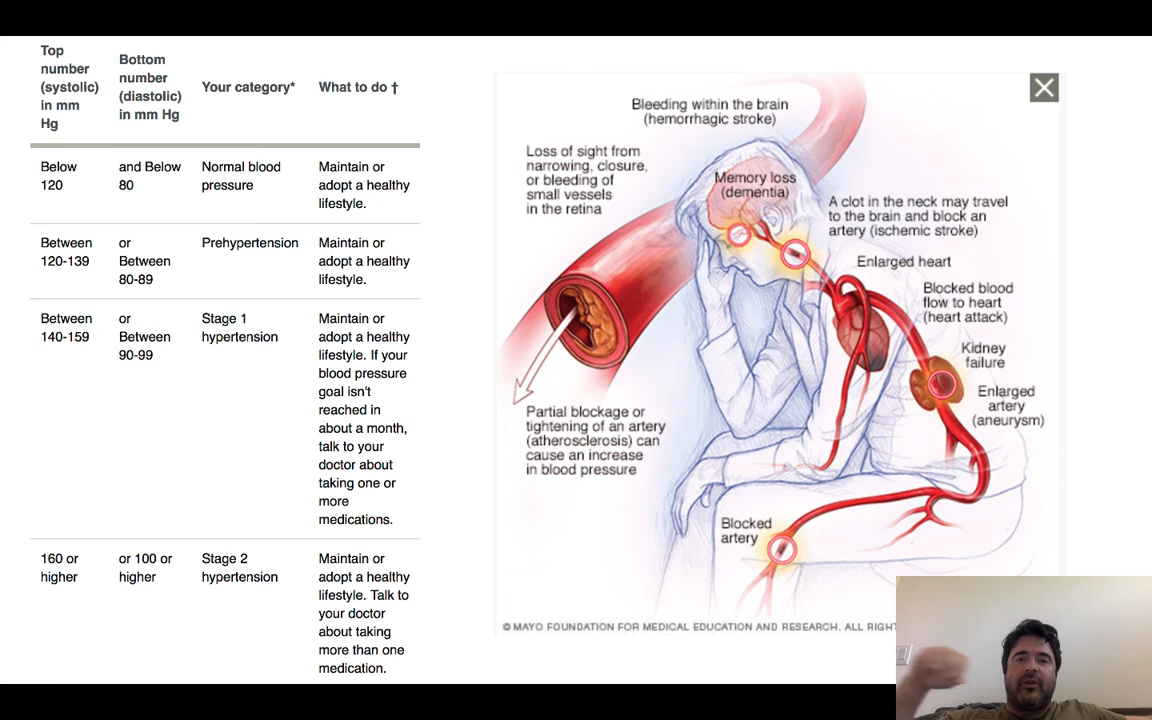 Top
number
(systolic)
in mm
Hg
Bottom
number
(diastolic)
in mm Hg
Your category*
What to do †
Below
120
and Below
80
Normal blood
pressure
Maintain or
adopt a healthy
lifestyle.
Between
120-139
or
Between
80-89
Prehypertension
Maintain or
adopt a healthy
lifestyle.
Between
140-159
or
Between
90-99
Stage 1
hypertension
Maintain or
adopt a healthy
lifestyle. If your
blood pressure
goal isn't
reached in
about a month,
talk to your
doctor about
taking one or
more
medications.
160 or
higher
or 100 or
higher
Stage 2
hypertension
Maintain or
adopt a healthy
lifestyle. Talk to
your doctor
about taking
more than one
medication.
Bleeding within the brain
(hemorrhagic stroke)
Loss of sight from
narrowing, closure,
or bleeding of
small vessels
in the retina
Memory loss
(dementia)
A clot in the neck may travel
to the brain and block an
artery (ischemic stroke)
Enlarged heart
Blocked blood
flow to heart
(heart attack)
Kidney
failure
Enlarged
artery
(aneurysm)
Partial blockage or
tightening of an artery
(atherosclerosis) can
cause an increase
in blood pressure
Blocked
artery
© MAYO FOUNDATION FOR MEDICAL EDUCATION AND RESEARCH. ALL RIGHT